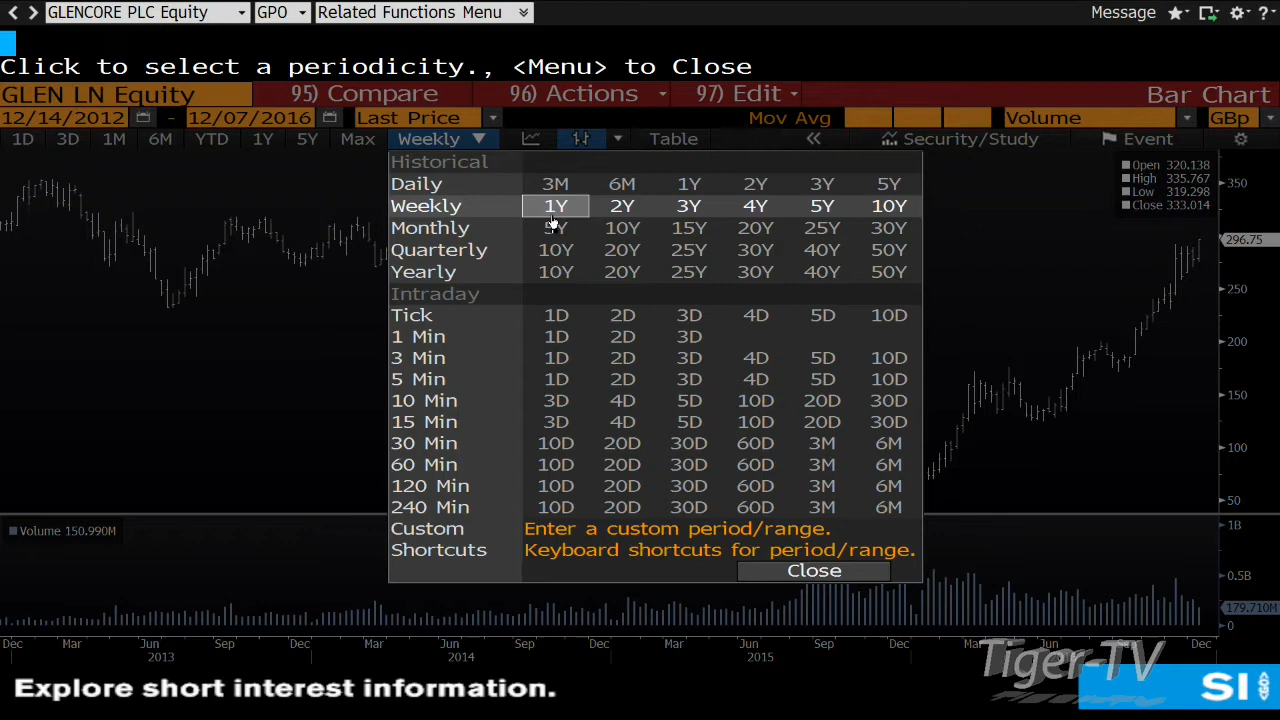 GLENCORE PLC Equity GPO Related Functions Menu Message ?
Click to select a periodicity., <Menu> to Close
GLEN LN Equity 95) Compare 96) Actions 97) Edit Bar Chart
12/14/2012 - 12/07/2016 Last Price Mov Avg Volume GBp
1D 3D 1M 6M YTD 1Y 5Y Max Weekly ▼ Table « Security/Study Event
Historical
Daily 3M 6M 1Y 2Y 3Y 5Y
Weekly 1Y 2Y 3Y 4Y 5Y 10Y
Monthly 5Y 10Y 15Y 20Y 25Y 30Y
Quarterly 10Y 20Y 25Y 30Y 40Y 50Y
Yearly 10Y 20Y 25Y 30Y 40Y 50Y
Intraday
Tick 1D 2D 3D 4D 5D 10D
1 Min 1D 2D 3D
3 Min 1D 2D 3D 4D 5D 10D
5 Min 1D 2D 3D 4D 5D 10D
10 Min 3D 4D 5D 10D 20D 30D
15 Min 3D 4D 5D 10D 20D 30D
30 Min 10D 20D 30D 60D 3M 6M
60 Min 10D 20D 30D 60D 3M 6M
120 Min 10D 20D 30D 60D 3M 6M
240 Min 10D 20D 30D 60D 3M 6M
Custom Enter a custom period/range.
Shortcuts Keyboard shortcuts for period/range.
Close
Open 320.138
High 335.767
Low 319.298
Close 333.014
350
296.75
250
200
150
100
50
Volume 150.990M
1B
0.5B
179.710M
0
Dec Mar Jun Sep Dec Mar Jun Sep Dec Mar Jun Sep Dec Mar Jun Dec
2013 2014 2015
Tiger-TV
Explore short interest information.
SI